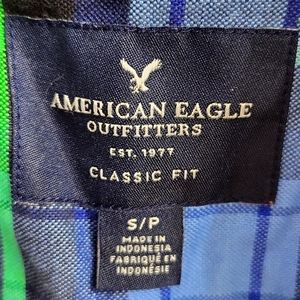 AMERICAN EAGLE
OUTFITTERS
EST. 1977
CLASSIC FIT
S/P
MADE IN
INDONESIA
FABRIQUÉ EN
INDONÉSIE